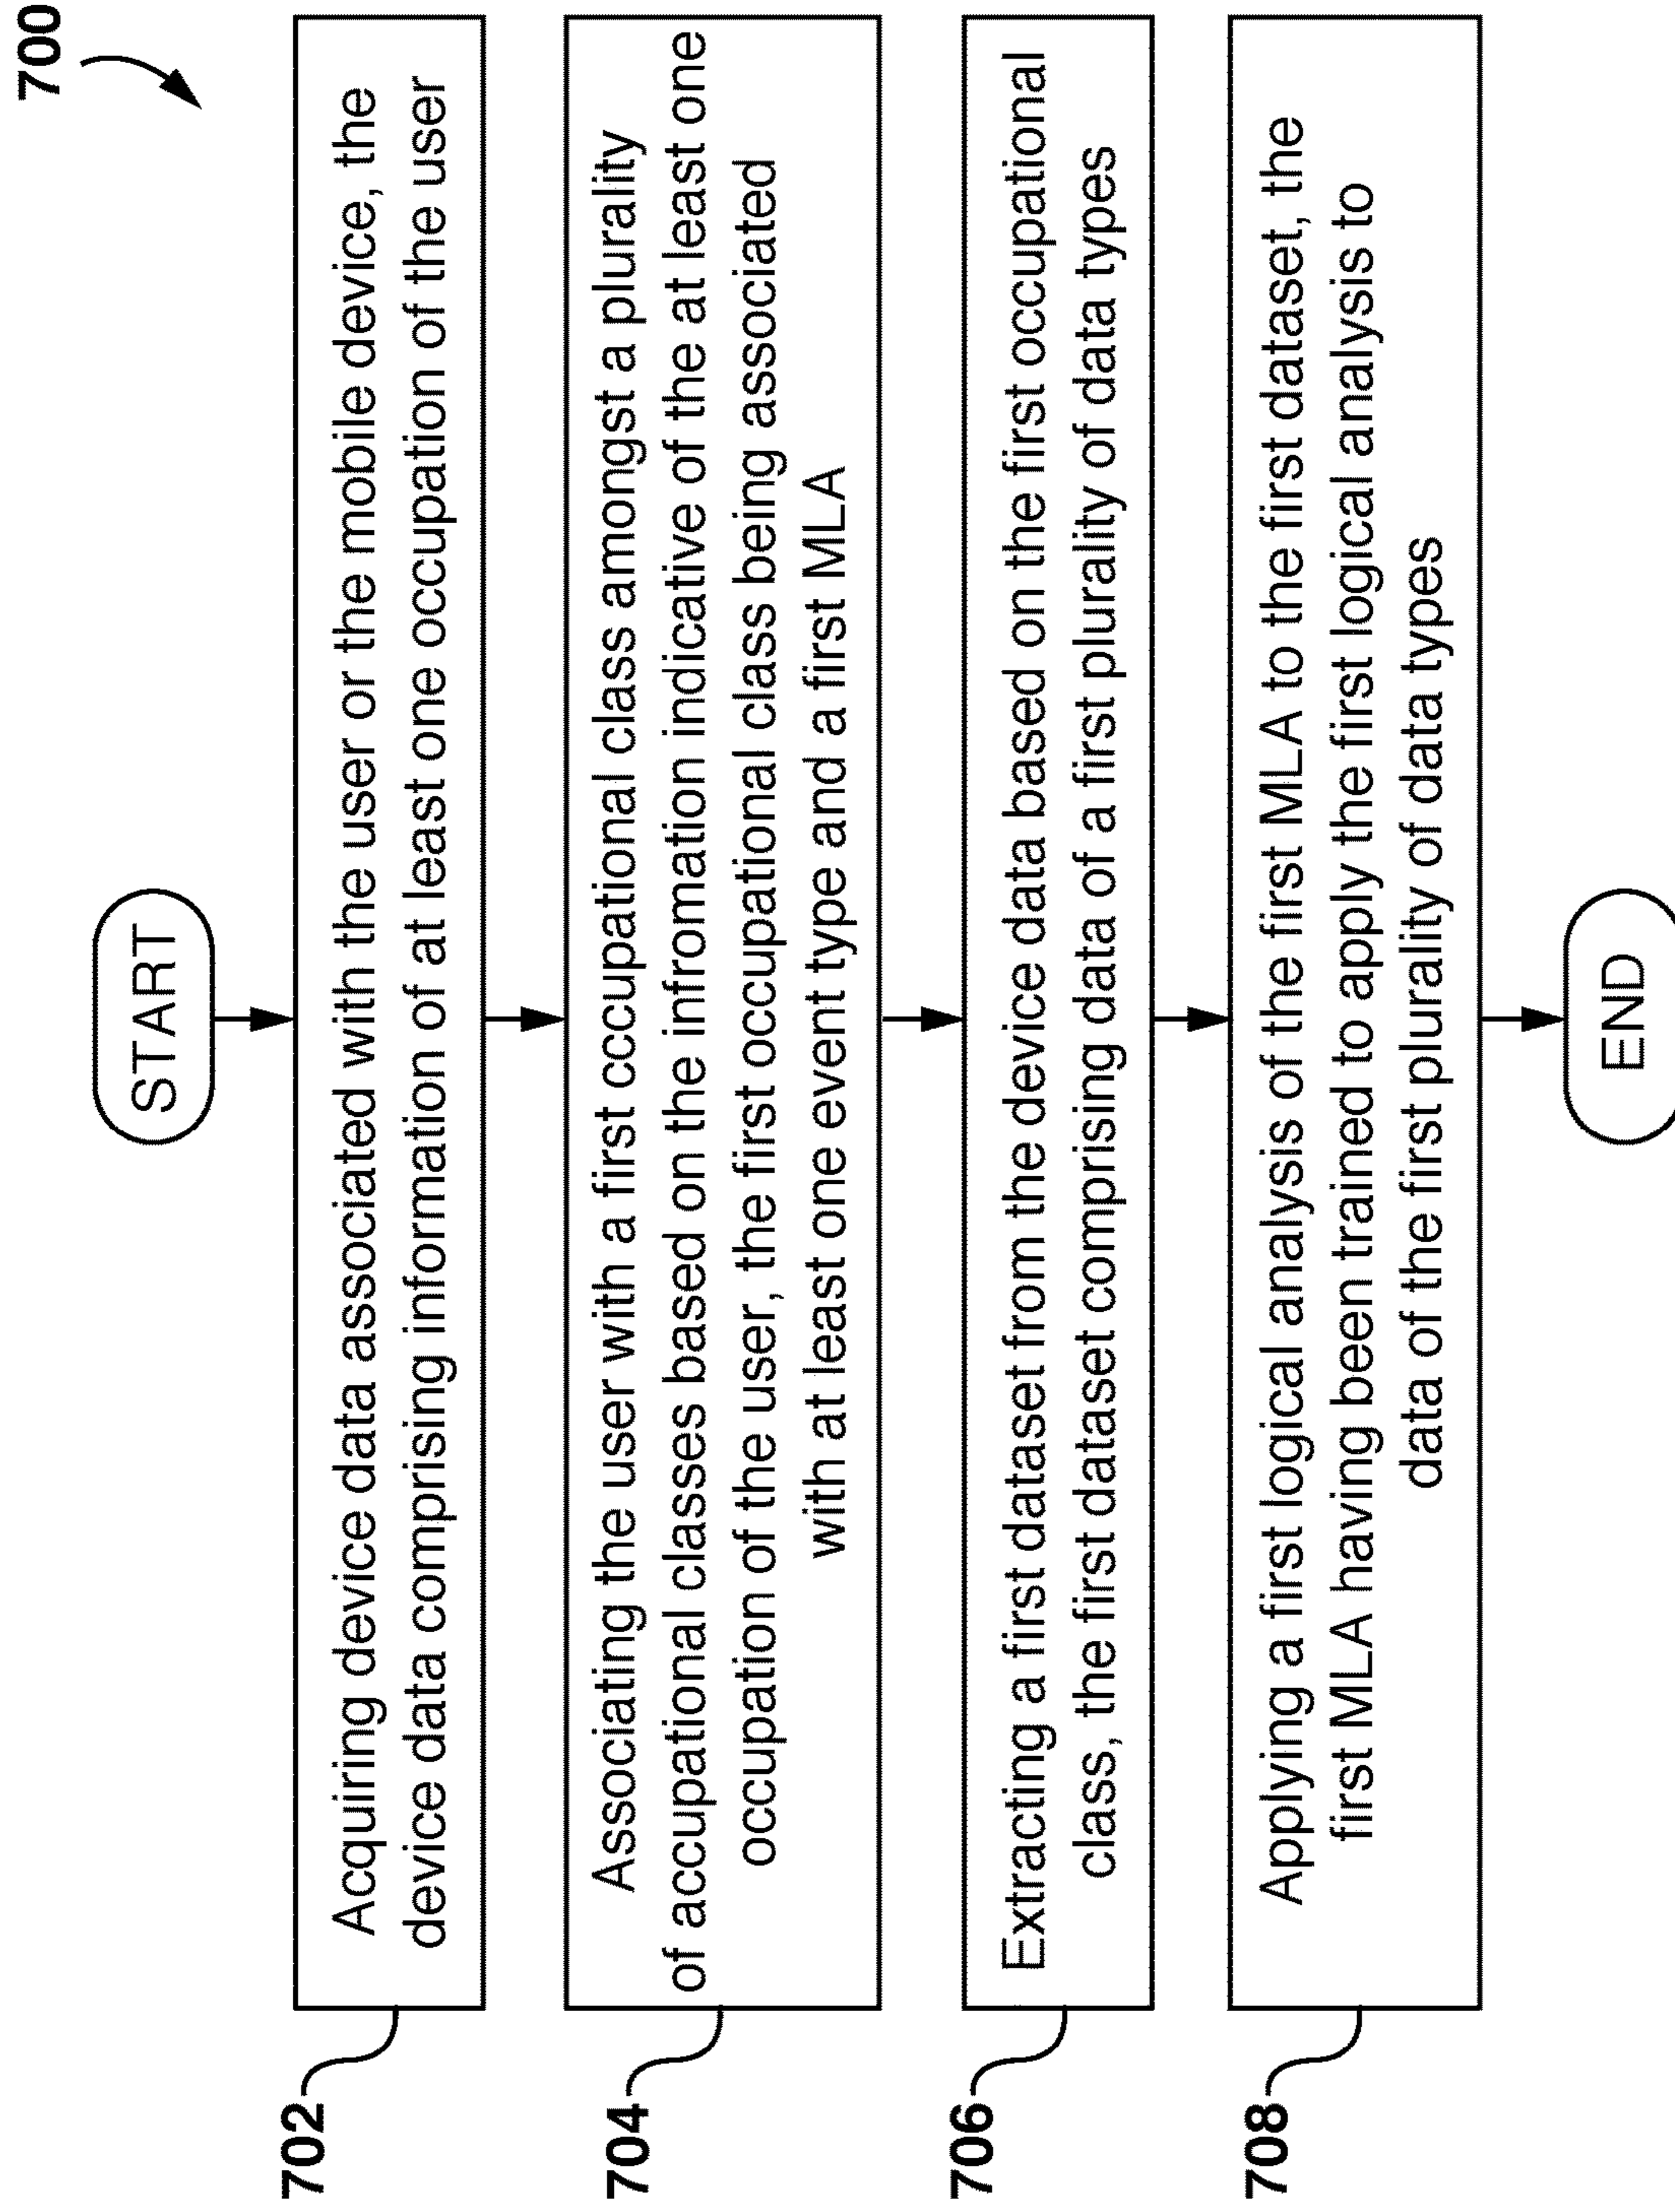 700
START
702
Acquiring device data associated with the user or the mobile device, the
device data comprising information of at least one occupation of the user
704
Associating the user with a first cccupational class amongst a plurality
of accupational classes based on the infromation indicative of the at least one
occupation of the user, the first occupational class being associated
with at least one event type and a first MLA
706
Extracting a first dataset from the device data based on the first occupational
class, the first dataset comprising data of a first plurality of data types
708
Applying a first logical analysis of the first MLA to the first dataset, the
first MLA having been trained to apply the first logical analysis to
data of the first plurality of data types
END